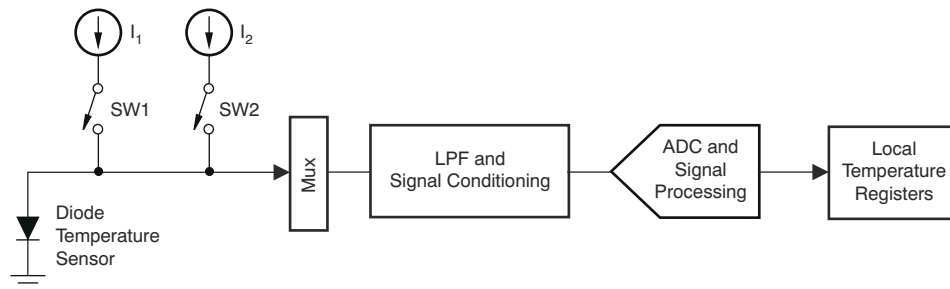 I1
I2
SW1
SW2
Mux
LPF and
Signal Conditioning
ADC and
Signal
Processing
Local
Temperature
Registers
Diode
Temperature
Sensor